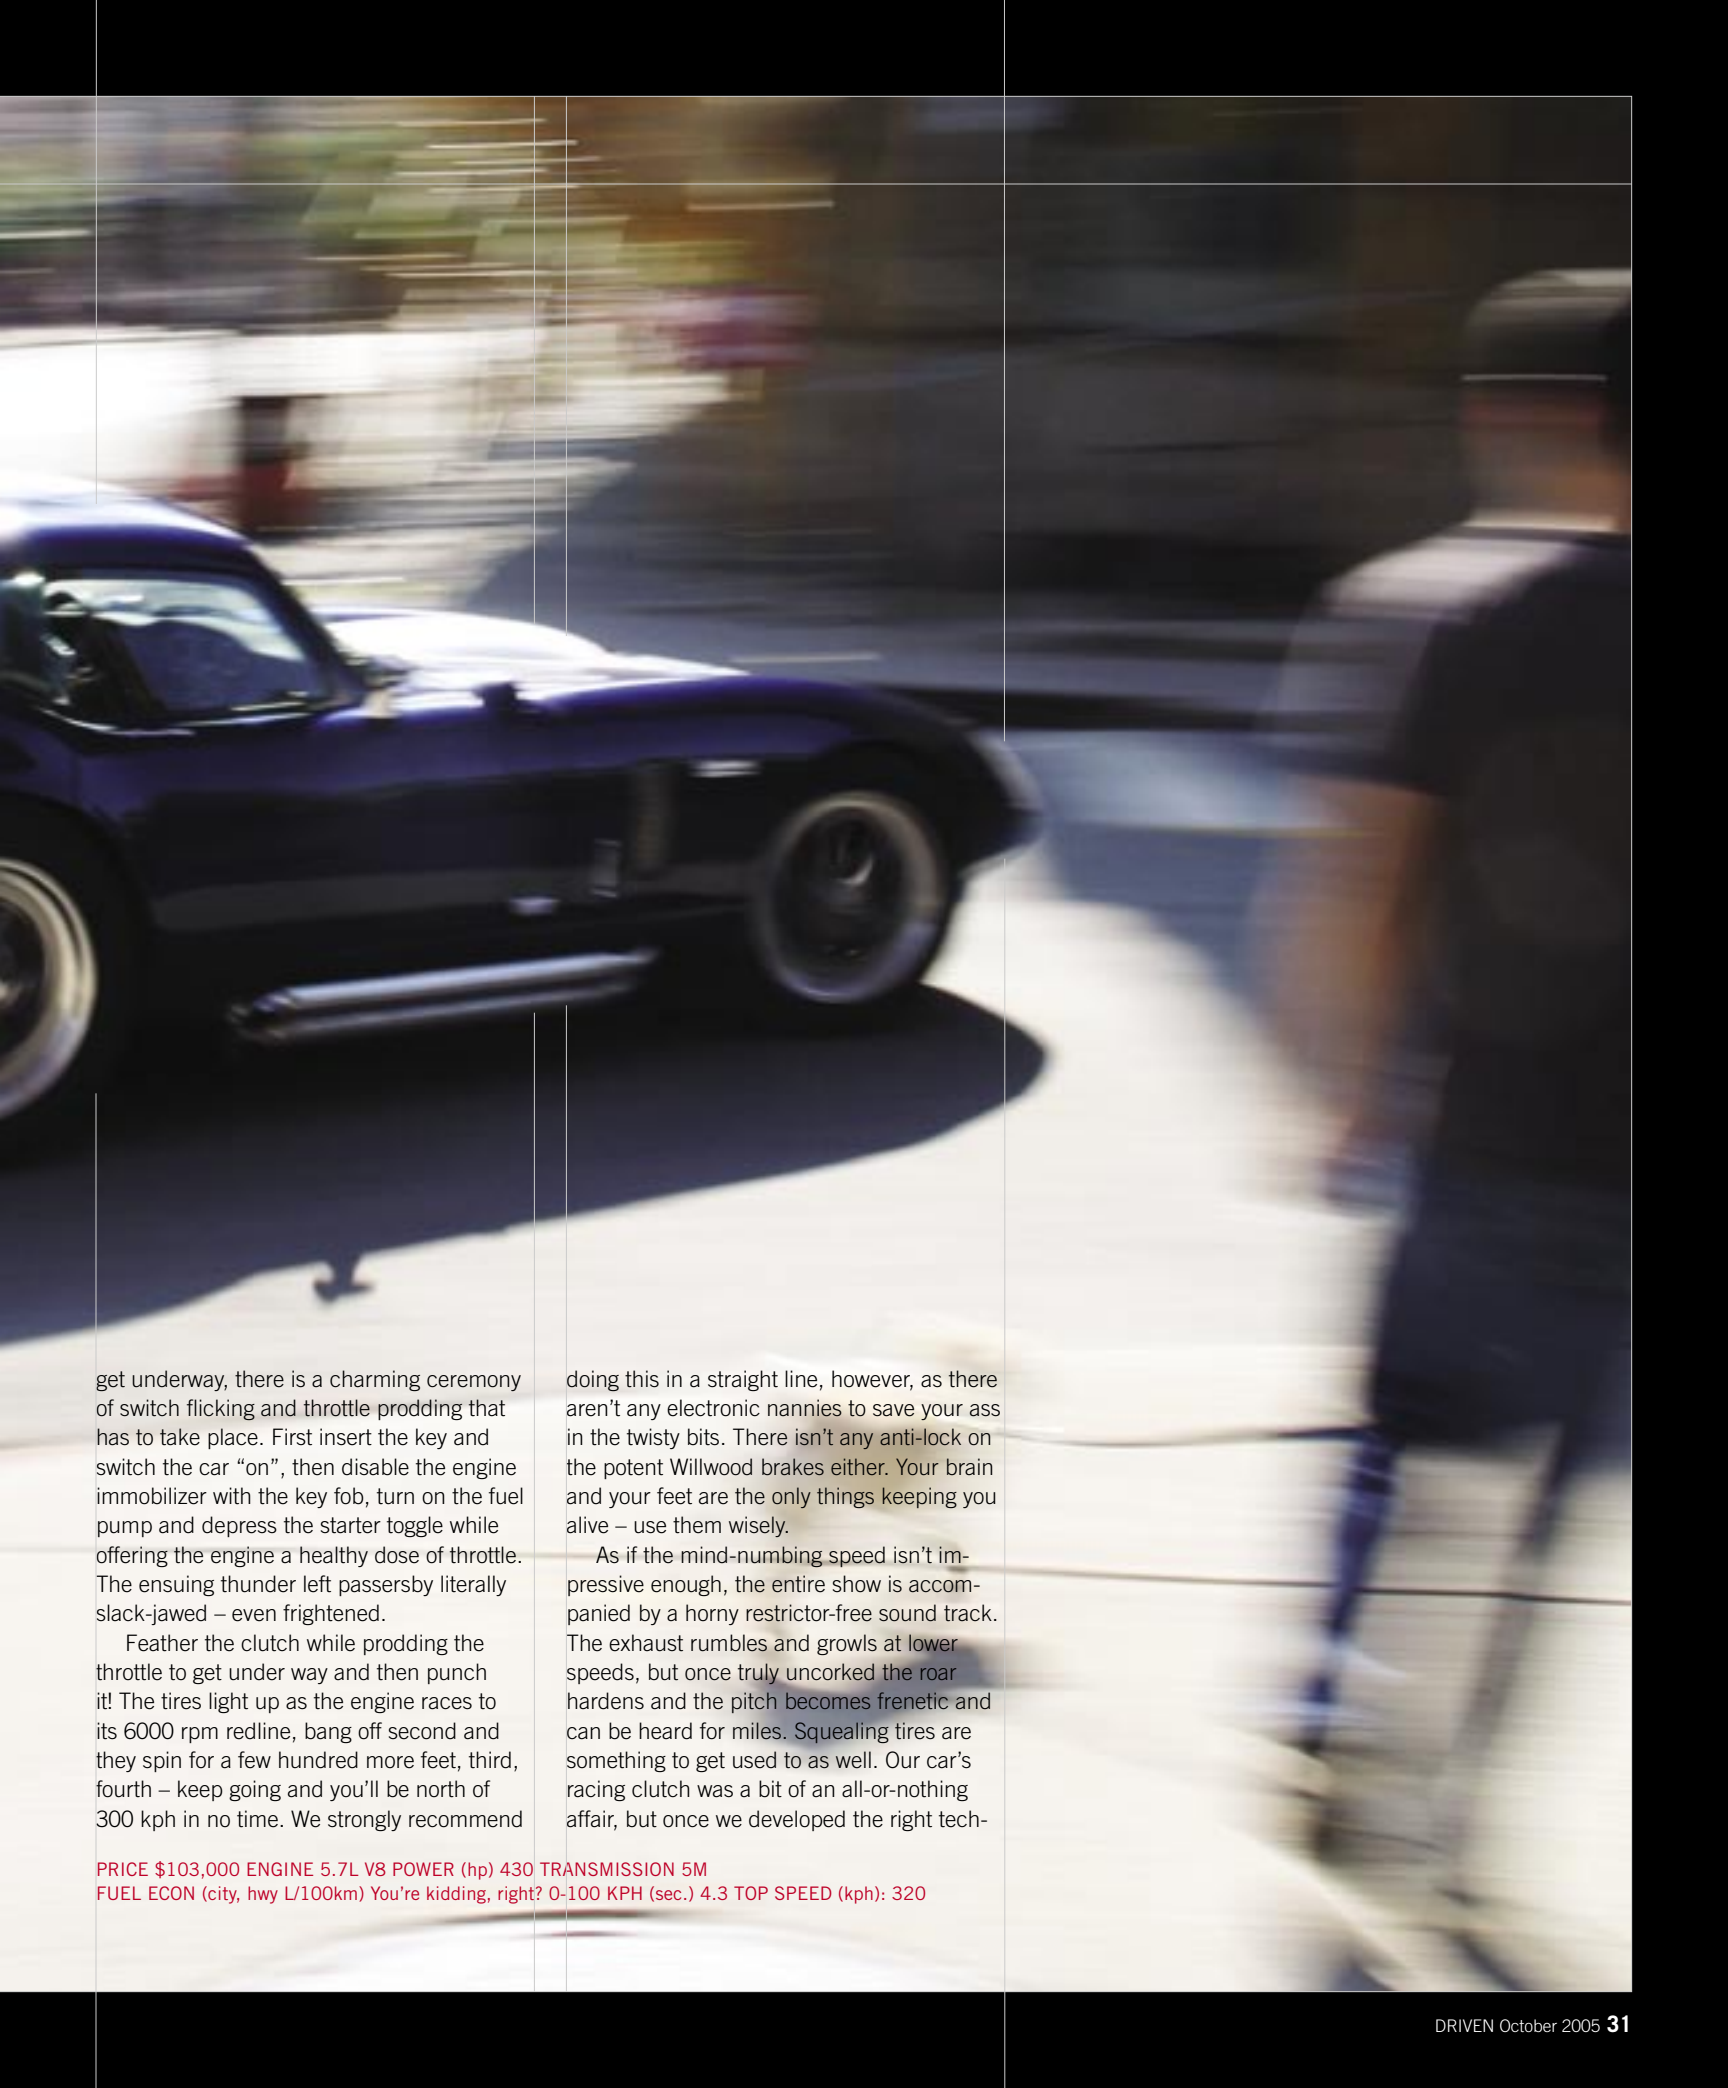 get underway, there is a charming ceremony
of switch flicking and throttle prodding that
has to take place. First insert the key and
switch the car “on”, then disable the engine
immobilizer with the key fob, turn on the fuel
pump and depress the starter toggle while
offering the engine a healthy dose of throttle.
The ensuing thunder left passersby literally
slack-jawed – even frightened.
Feather the clutch while prodding the
throttle to get under way and then punch
it! The tires light up as the engine races to
its 6000 rpm redline, bang off second and
they spin for a few hundred more feet, third,
fourth – keep going and you’ll be north of
300 kph in no time. We strongly recommend
doing this in a straight line, however, as there
aren’t any electronic nannies to save your ass
in the twisty bits. There isn’t any anti-lock on
the potent Willwood brakes either. Your brain
and your feet are the only things keeping you
alive – use them wisely.
As if the mind-numbing speed isn’t im-
pressive enough, the entire show is accom-
panied by a horny restrictor-free sound track.
The exhaust rumbles and growls at lower
speeds, but once truly uncorked the roar
hardens and the pitch becomes frenetic and
can be heard for miles. Squealing tires are
something to get used to as well. Our car’s
racing clutch was a bit of an all-or-nothing
affair, but once we developed the right tech-
PRICE $103,000 ENGINE 5.7L V8 POWER (hp) 430 TRANSMISSION 5M
FUEL ECON (city, hwy L/100km) You’re kidding, right? 0-100 KPH (sec.) 4.3 TOP SPEED (kph): 320
DRIVEN October 2005 31